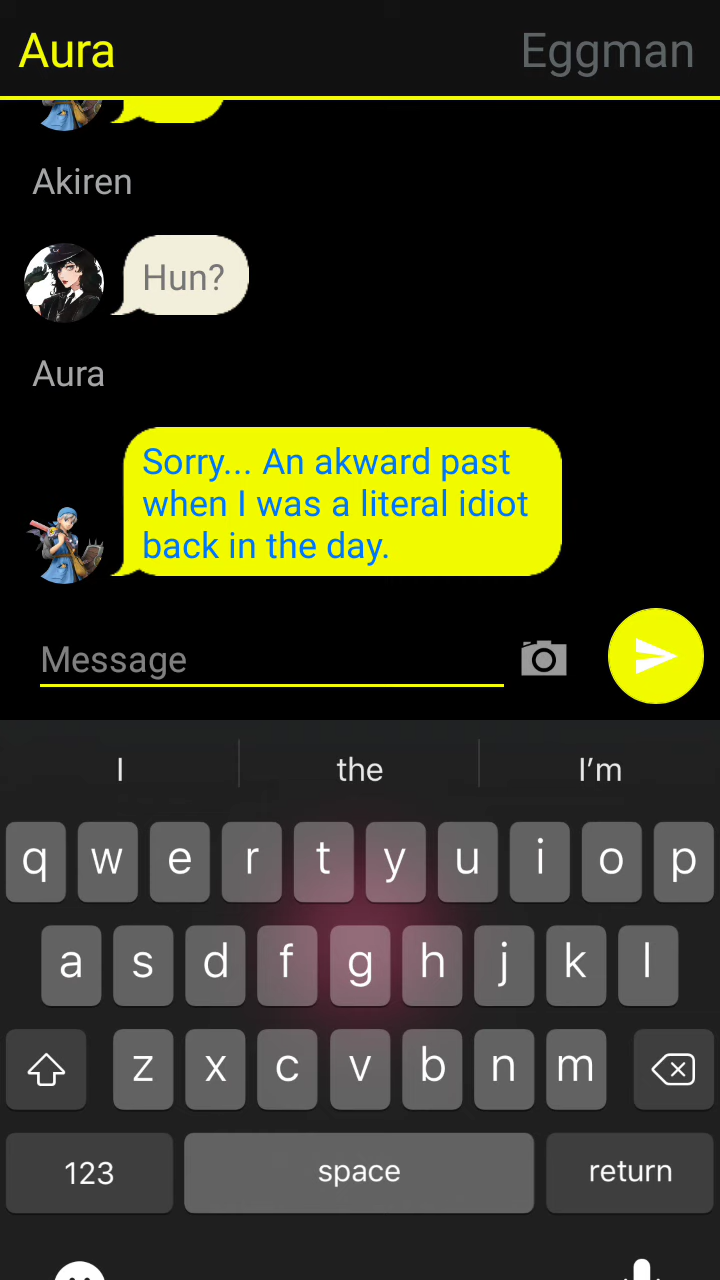 Aura Eggman
Akiren
Hun?
Aura
Sorry... An akward past
when I was a literal idiot
back in the day.
Message
I the I'm
q w e r t y u i o p
a s d f g h j k l
z x c v b n m
123 space return